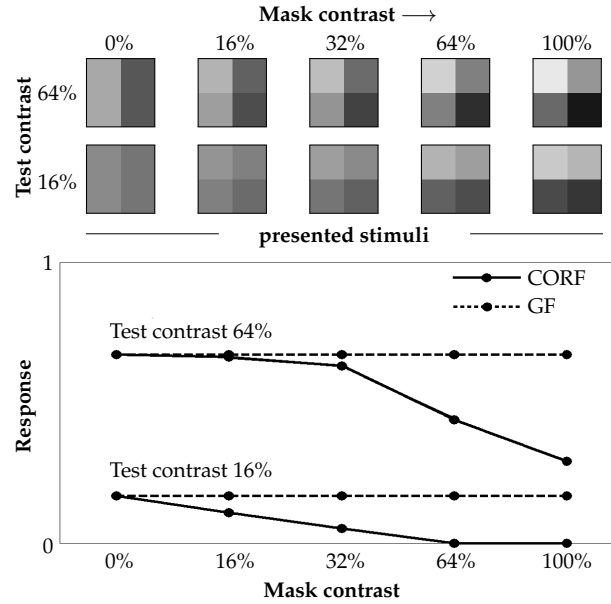 Mask contrast →
0% 16% 32% 64% 100%
Test contrast
64%
16%
presented stimuli
1
CORF
GF
Test contrast 64%
Response
Test contrast 16%
0
0% 16% 32% 64% 100%
Mask contrast